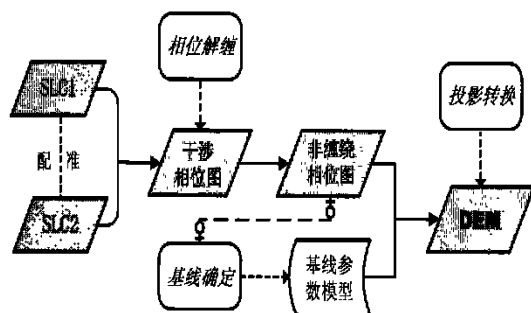 相位解缠
SLC1
投影转换
配 准
干涉
相位图
非缠绕
相位图
SLC2
DEM
基线确定
基线参
数模型